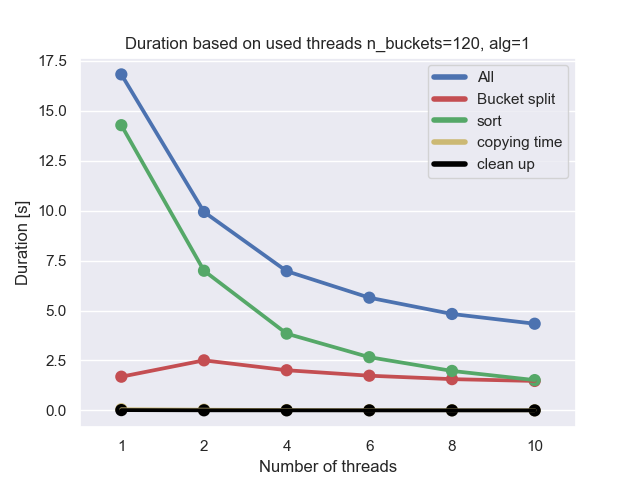 Duration based on used threads n_buckets=120, alg=1
All
Bucket split
sort
copying time
clean up
17.5
15.0
12.5
10.0
7.5
5.0
2.5
0.0
Duration [s]
1 2 4 6 8 10
Number of threads